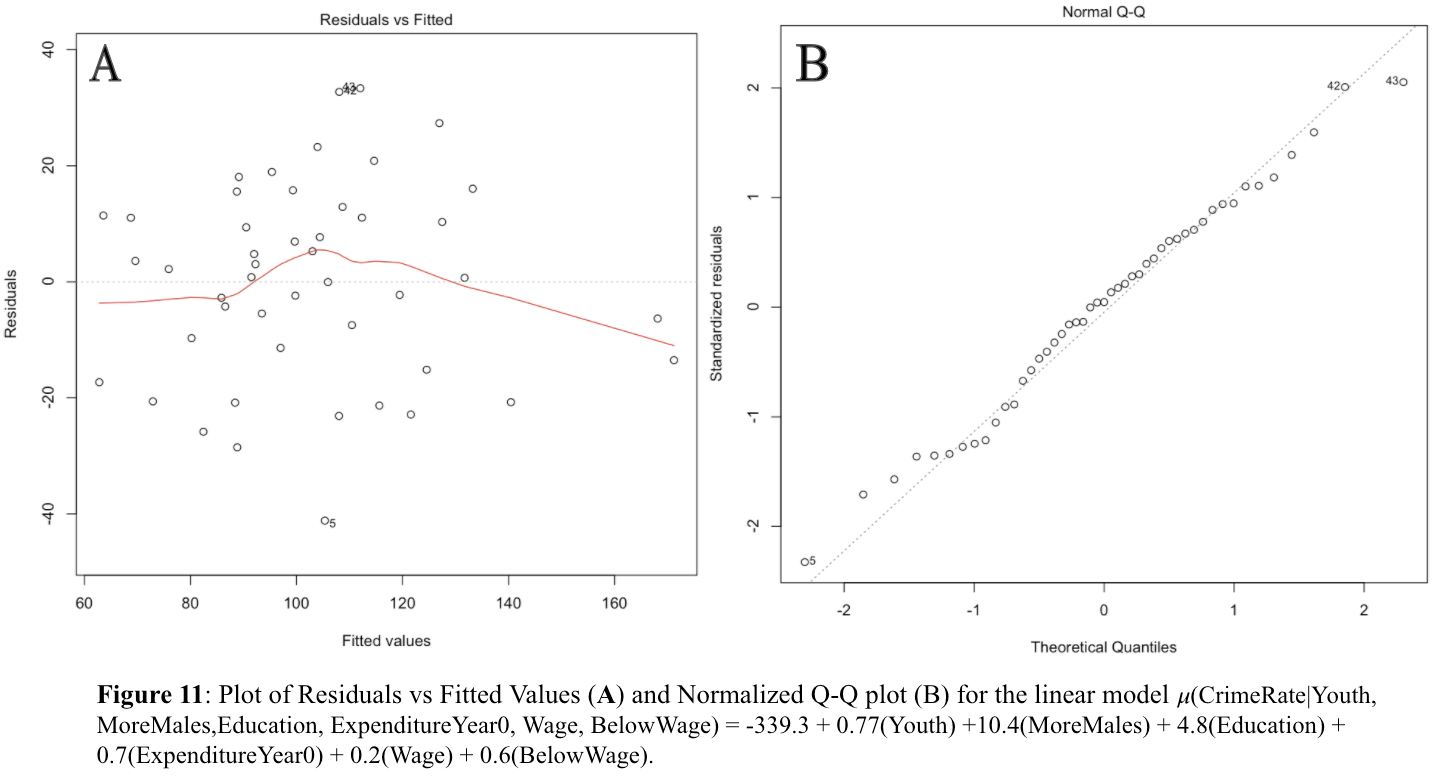 Residuals vs Fitted
A
40
20
0
-20
-40
Residuals
43
42
5
60 80 100 120 140 160
Fitted values
Normal Q-Q
B
2
1
0
-1
-2
Standardized residuals
42
43
5
-2 -1 0 1 2
Theoretical Quantiles
Figure 11: Plot of Residuals vs Fitted Values (A) and Normalized Q-Q plot (B) for the linear model μ(CrimeRate|Youth,
MoreMales,Education, ExpenditureYear0, Wage, BelowWage) = -339.3 + 0.77(Youth) +10.4(MoreMales) + 4.8(Education) +
0.7(ExpenditureYear0) + 0.2(Wage) + 0.6(BelowWage).